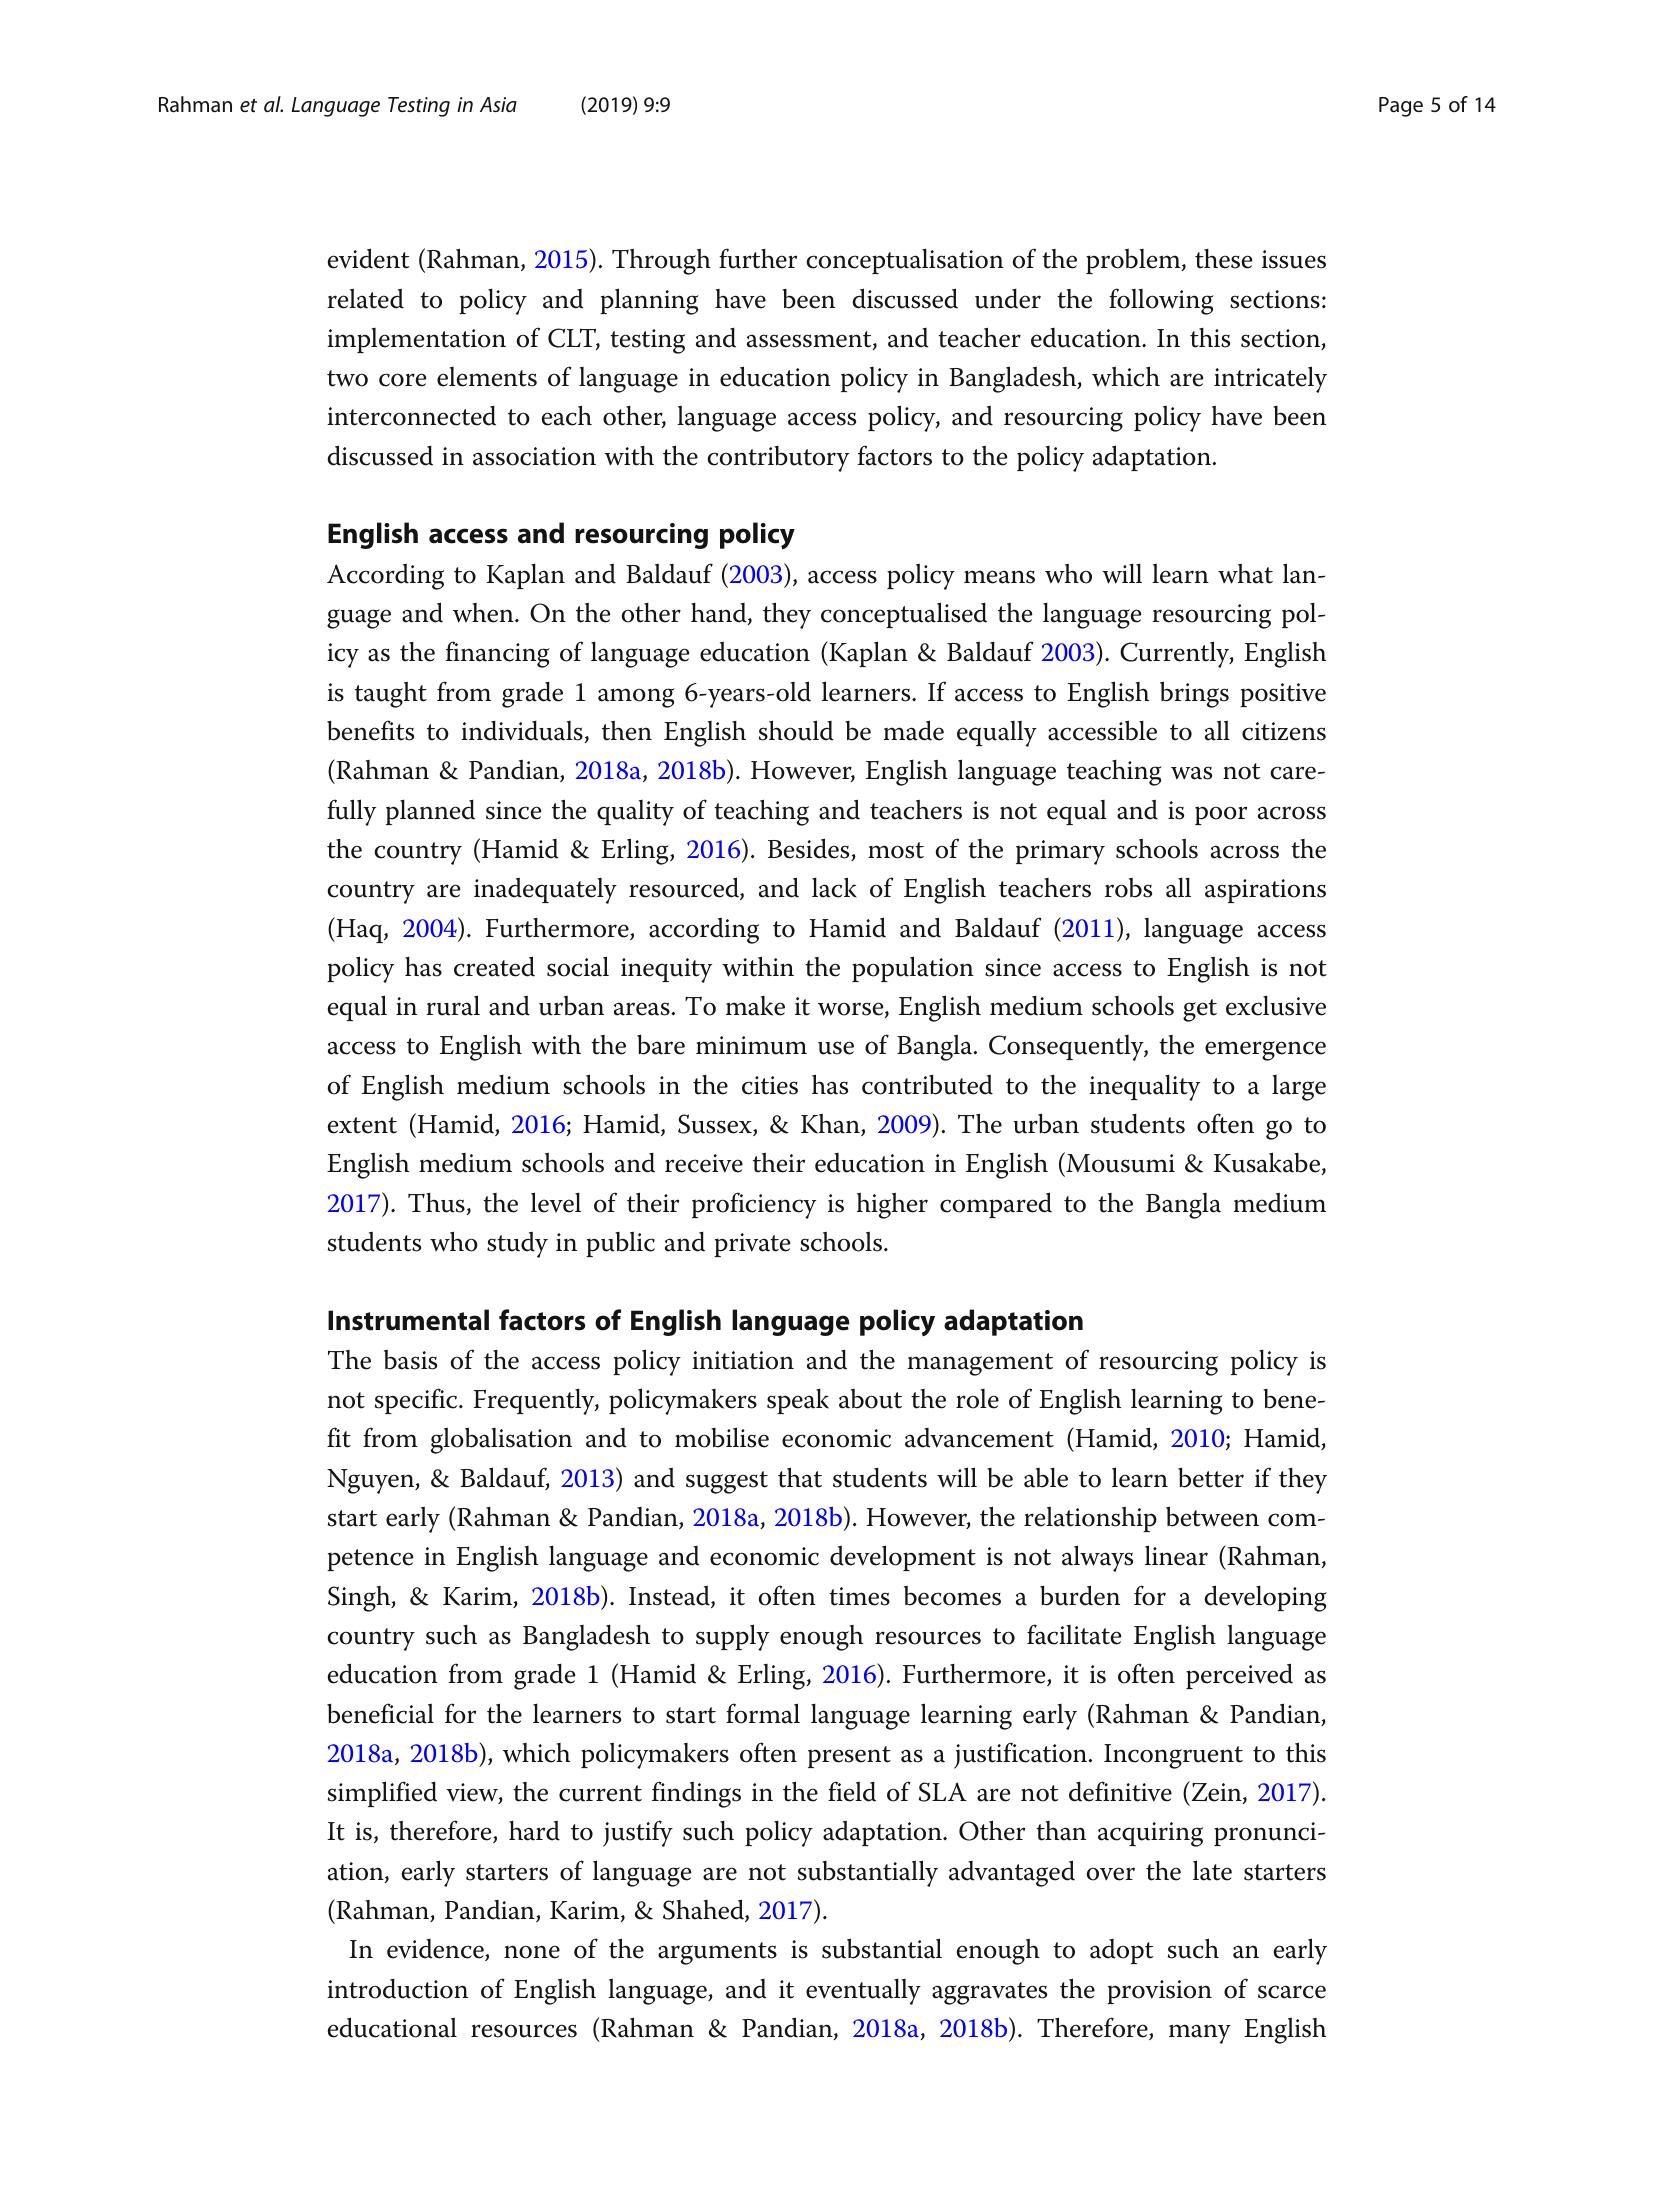 Rahman et al. Language Testing in Asia (2019) 9:9 Page 5 of 14
evident (Rahman, 2015). Through further conceptualisation of the problem, these issues
related to policy and planning have been discussed under the following sections:
implementation of CLT, testing and assessment, and teacher education. In this section,
two core elements of language in education policy in Bangladesh, which are intricately
interconnected to each other, language access policy, and resourcing policy have been
discussed in association with the contributory factors to the policy adaptation.
English access and resourcing policy
According to Kaplan and Baldauf (2003), access policy means who will learn what lan-
guage and when. On the other hand, they conceptualised the language resourcing pol-
icy as the financing of language education (Kaplan & Baldauf 2003). Currently, English
is taught from grade 1 among 6-years-old learners. If access to English brings positive
benefits to individuals, then English should be made equally accessible to all citizens
(Rahman & Pandian, 2018a, 2018b). However, English language teaching was not care-
fully planned since the quality of teaching and teachers is not equal and is poor across
the country (Hamid & Erling, 2016). Besides, most of the primary schools across the
country are inadequately resourced, and lack of English teachers robs all aspirations
(Haq, 2004). Furthermore, according to Hamid and Baldauf (2011), language access
policy has created social inequity within the population since access to English is not
equal in rural and urban areas. To make it worse, English medium schools get exclusive
access to English with the bare minimum use of Bangla. Consequently, the emergence
of English medium schools in the cities has contributed to the inequality to a large
extent (Hamid, 2016; Hamid, Sussex, & Khan, 2009). The urban students often go to
English medium schools and receive their education in English (Mousumi & Kusakabe,
2017). Thus, the level of their proficiency is higher compared to the Bangla medium
students who study in public and private schools.
Instrumental factors of English language policy adaptation
The basis of the access policy initiation and the management of resourcing policy is
not specific. Frequently, policymakers speak about the role of English learning to bene-
fit from globalisation and to mobilise economic advancement (Hamid, 2010; Hamid,
Nguyen, & Baldauf, 2013) and suggest that students will be able to learn better if they
start early (Rahman & Pandian, 2018a, 2018b). However, the relationship between com-
petence in English language and economic development is not always linear (Rahman,
Singh, & Karim, 2018b). Instead, it often times becomes a burden for a developing
country such as Bangladesh to supply enough resources to facilitate English language
education from grade 1 (Hamid & Erling, 2016). Furthermore, it is often perceived as
beneficial for the learners to start formal language learning early (Rahman & Pandian,
2018a, 2018b), which policymakers often present as a justification. Incongruent to this
simplified view, the current findings in the field of SLA are not definitive (Zein, 2017).
It is, therefore, hard to justify such policy adaptation. Other than acquiring pronunci-
ation, early starters of language are not substantially advantaged over the late starters
(Rahman, Pandian, Karim, & Shahed, 2017).
In evidence, none of the arguments is substantial enough to adopt such an early
introduction of English language, and it eventually aggravates the provision of scarce
educational resources (Rahman & Pandian, 2018a, 2018b). Therefore, many English